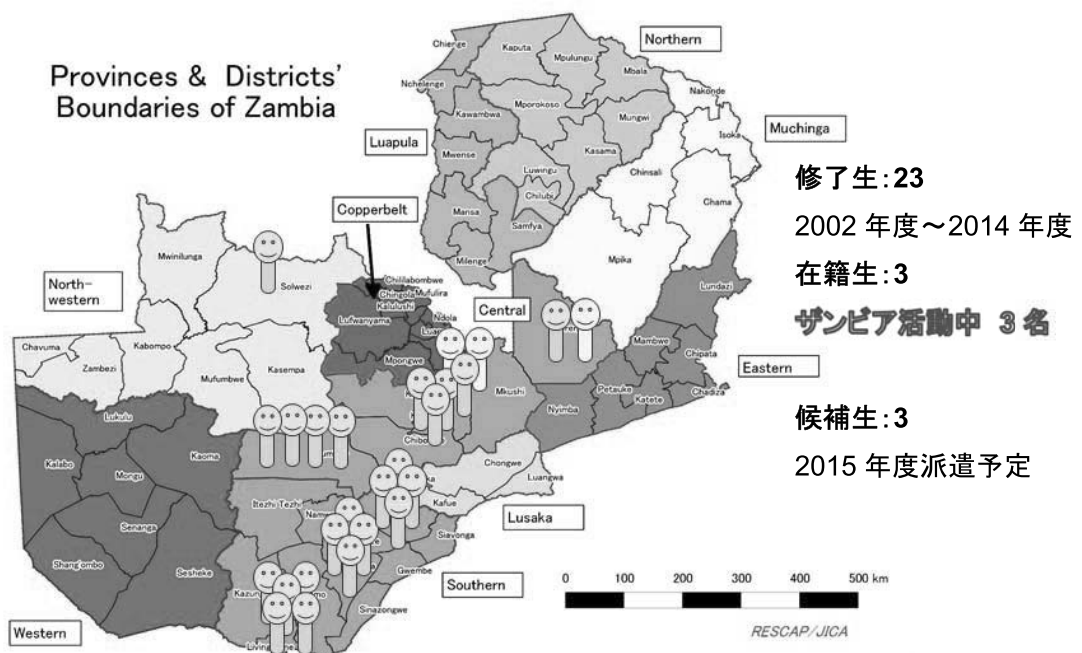 Provinces & Districts'
Boundaries of Zambia
Northern
Luapula
Muchinga
Copperbelt
North-
western
Central
Eastern
Lusaka
Southern
Western
Chienge
Kaputa
Mpulungu
Mbala
Nchelenge
Nakonde
Mporokoso
Kawambwa
Mungwi
Isoka
Mwense
Kasama
Luwingu
Chinsali
Chilubi
Chama
Mansa
Samfya
Mpika
Milenge
Lundazi
Mwinilunga
Solwezi
Chililabombwe
Chingola
Mufulira
Kalulushi
Lufwanyama
Ndola
Mpongwe
Mambwe
Chipata
Chavuma
Kabompo
Zambezi
Mufumbwe
Kasempa
Mkushi
Nyimba
Petauke
Katete
Chadiza
Lukulu
Kalabo
Mongu
Kaoma
Chongwe
Luangwa
Kafue
Itezhi Tezhi
Siavonga
Senanga
Shang'ombo
Sesheke
Gwembe
Sinazongwe
修了生:23
2002 年度～2014 年度
在籍生:3
ザンビア活動中 3 名
候補生:3
2015 年度派遣予定
0 100 200 300 400 500 km
RESCAP/JICA